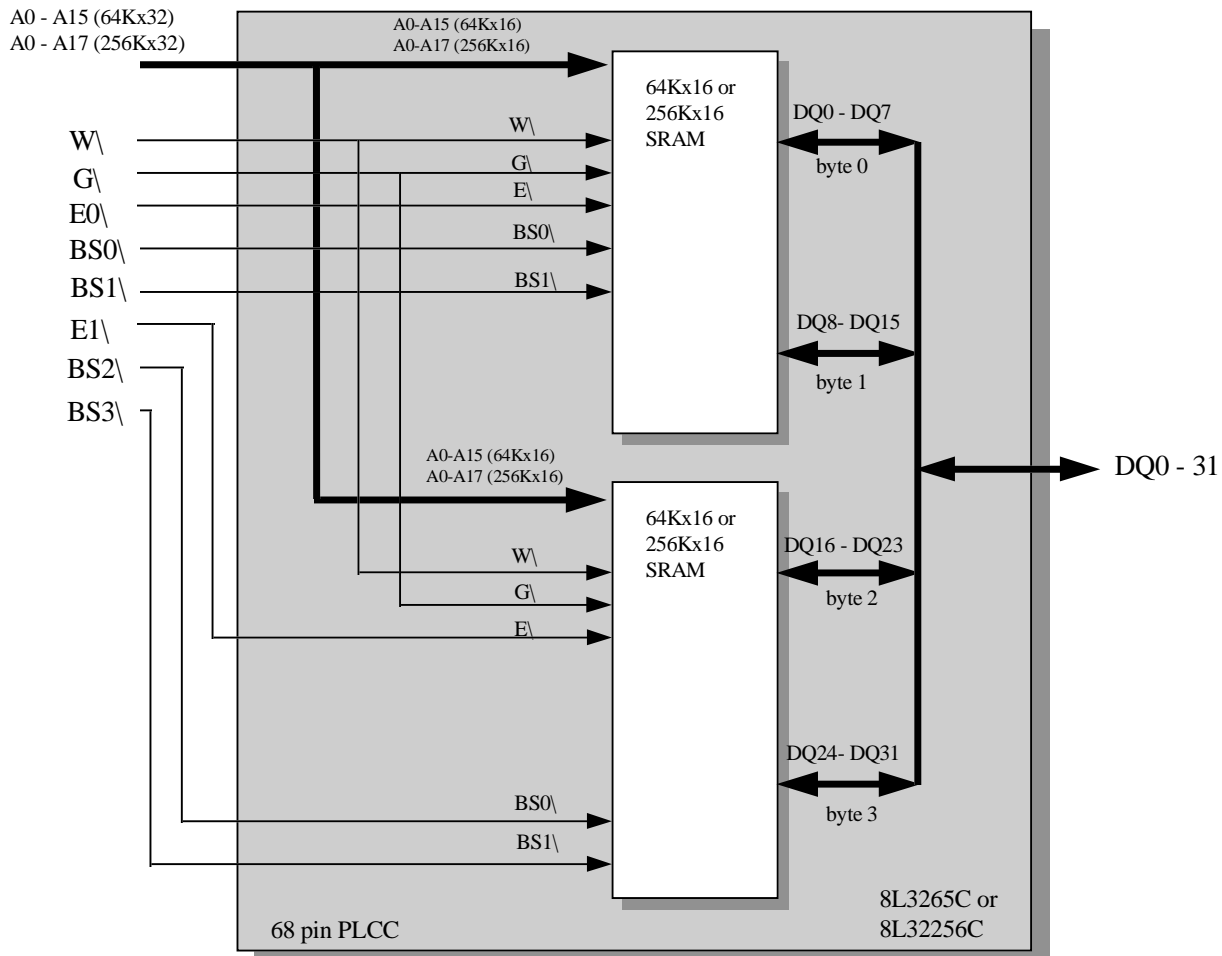 A0 - A15 (64Kx32)
A0 - A17 (256Kx32)
A0-A15 (64Kx16)
A0-A17 (256Kx16)
64Kx16 or
256Kx16
SRAM
DQ0 - DQ7
byte 0
W\
G\
E0\
BS0\
BS1\
E1\
BS2\
BS3\
W\
G\
E\
BS0\
BS1\
DQ8- DQ15
byte 1
A0-A15 (64Kx16)
A0-A17 (256Kx16)
DQ0 - 31
64Kx16 or
256Kx16
SRAM
DQ16 - DQ23
byte 2
W\
G\
E\
DQ24- DQ31
byte 3
BS0\
BS1\
68 pin PLCC
8L3265C or
8L32256C